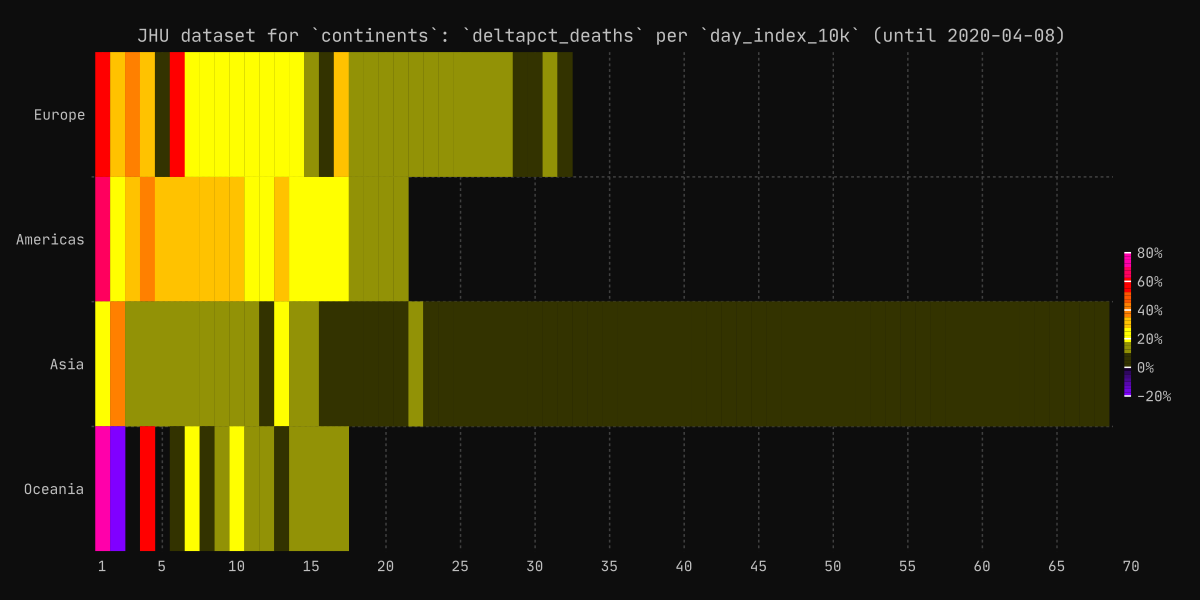 JHU dataset for `continents`: `deltapct_deaths` per `day_index_10k` (until 2020-04-08)
Europe
Americas
Asia
Oceania
80%
60%
40%
20%
0%
-20%
1 5 10 15 20 25 30 35 40 45 50 55 60 65 70